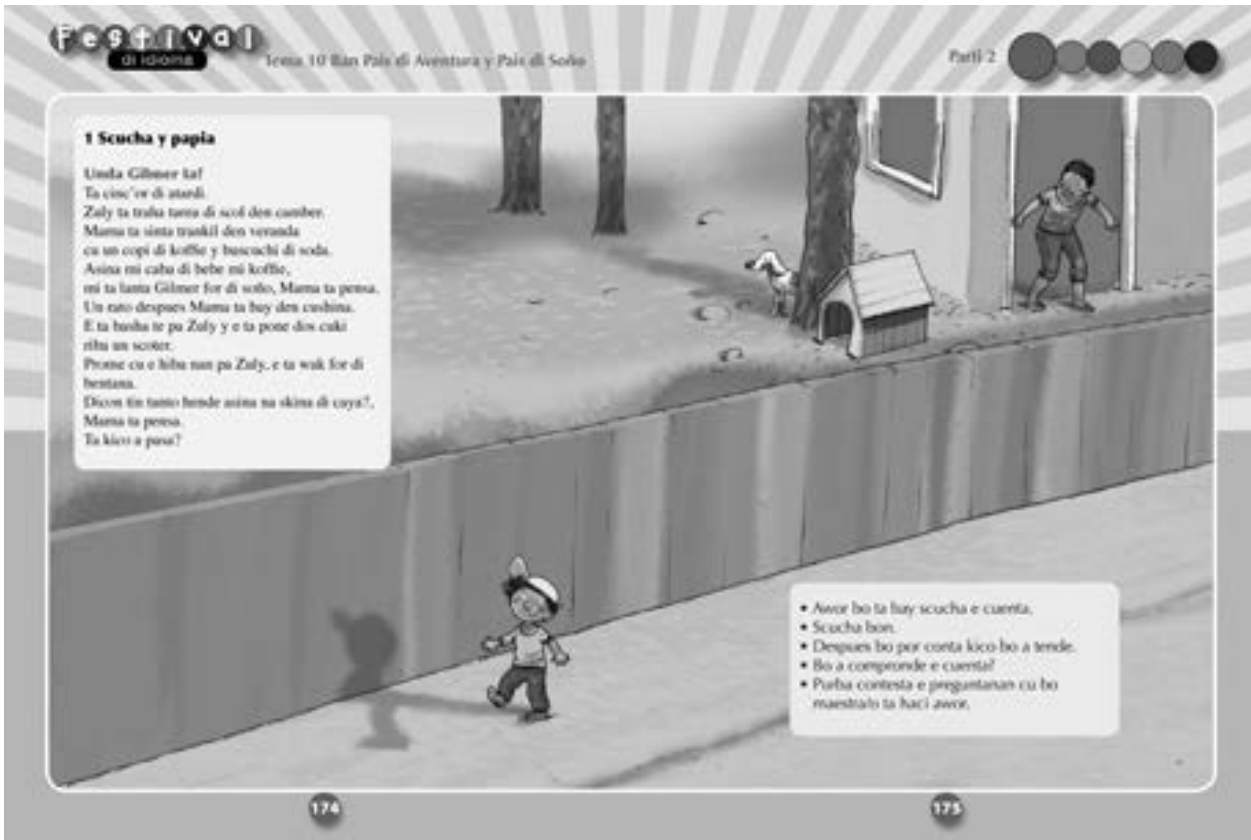 Festival
di idioma
Tema 10 Ban Pais di Aventura y Pais di Soño
Parti 2
1 Scucha y papia
Unda Gilmer ta?
Ta cinc'or di atardi.
Zuly ta traha tarea di scol den camber.
Mama ta sinta trankil den veranda
cu un copi di koffie y buscuchi di soda.
Asina mi caba di bebe mi koffie,
mi ta lanta Gilmer for di soño, Mama ta pensa.
Un rato despues Mama ta bay den cushina.
E ta basha te pa Zuly y e ta pone dos cuki
riba un scoter.
Prome cu e hiba nan pa Zuly, e ta wak for di
bentana.
Dicon tin tanto hende asina na skina di caya?,
Mama ta pensa.
Ta kico a pasa?
• Awor bo ta bay scucha e cuenta.
• Scucha bon.
• Despues bo por conta kico bo a tende.
• Bo a compronde e cuenta?
• Purba contesta e preguntanan cu bo
maestra/o ta haci awor.
174
175